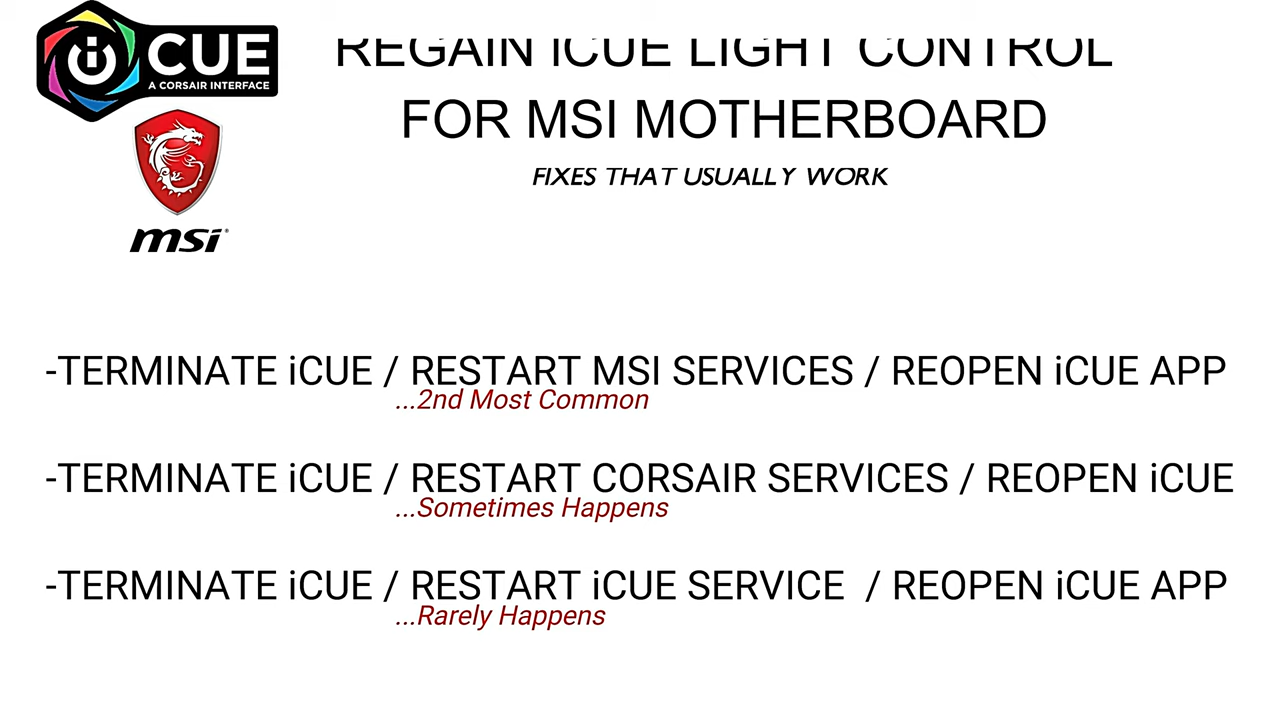 iCUE
A CORSAIR INTERFACE
msi
REGAIN iCUE LIGHT CONTROL
FOR MSI MOTHERBOARD
FIXES THAT USUALLY WORK
-TERMINATE iCUE / RESTART MSI SERVICES / REOPEN iCUE APP
...2nd Most Common
-TERMINATE iCUE / RESTART CORSAIR SERVICES / REOPEN iCUE
...Sometimes Happens
-TERMINATE iCUE / RESTART iCUE SERVICE / REOPEN iCUE APP
...Rarely Happens